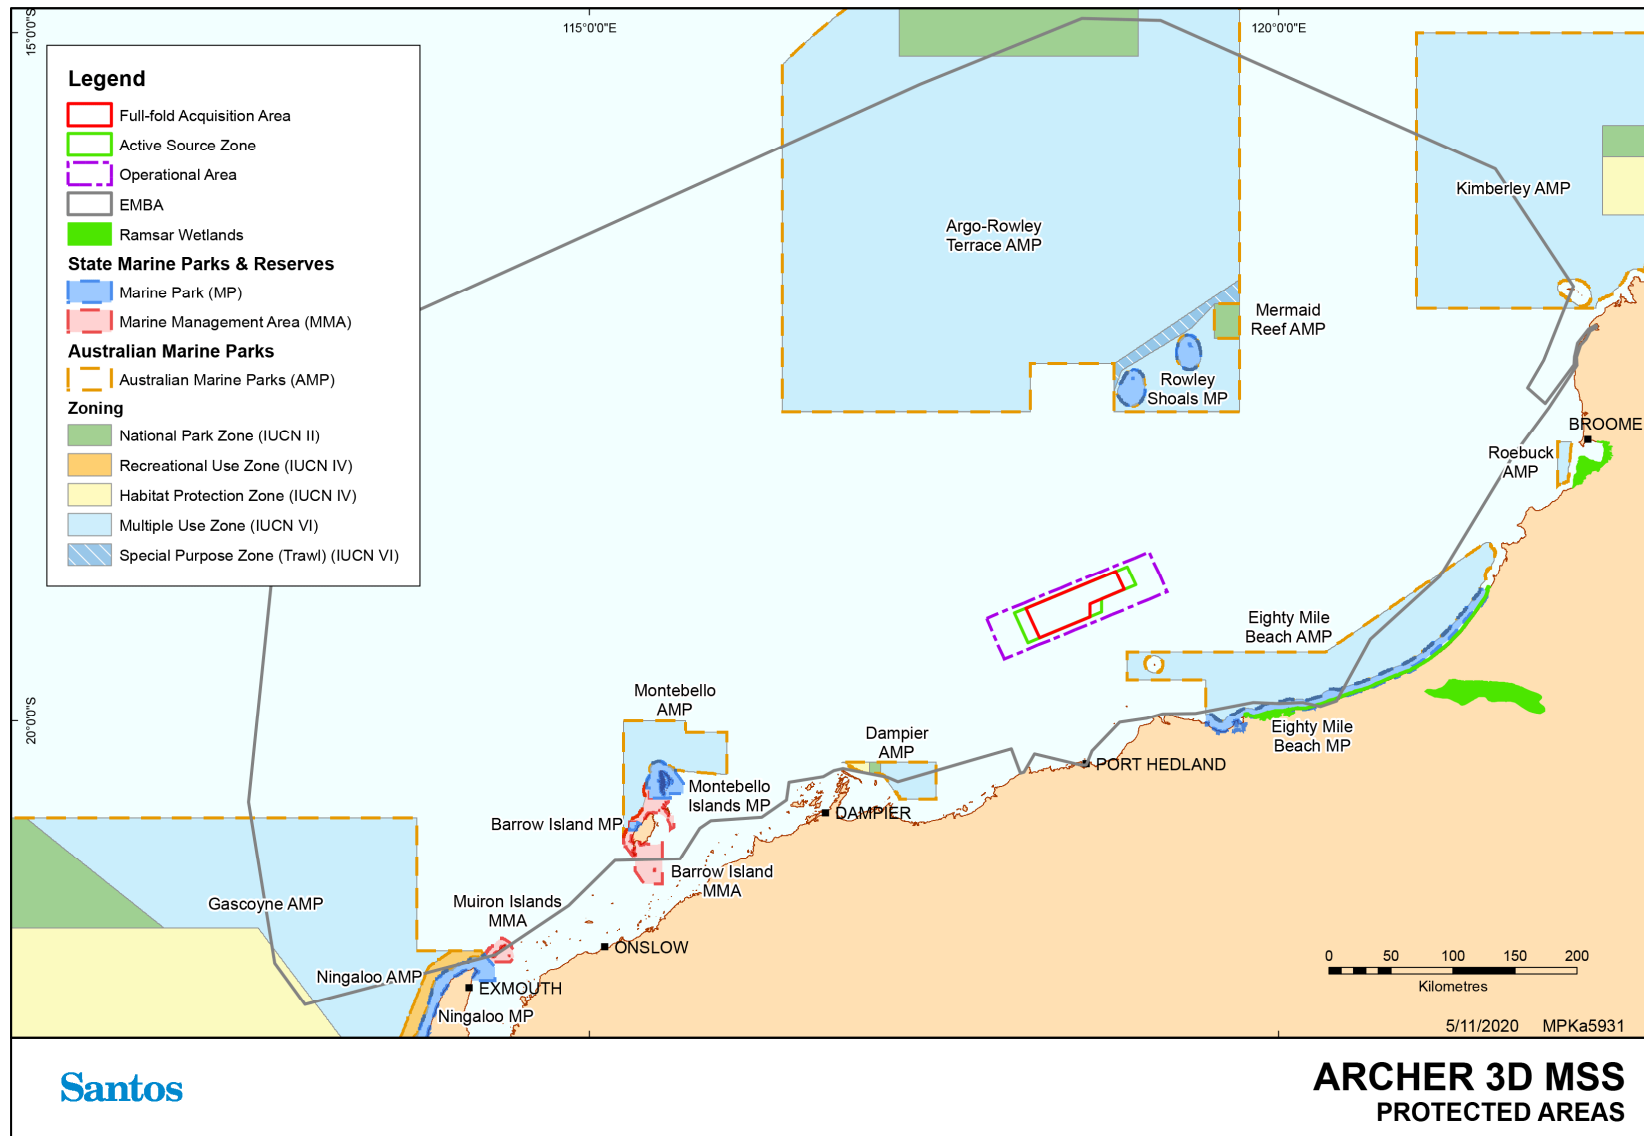 15°0'0"S
115°0'0"E
120°0'0"E
Legend
Full-fold Acquisition Area
Active Source Zone
Operational Area
EMBA
Ramsar Wetlands
State Marine Parks & Reserves
Marine Park (MP)
Marine Management Area (MMA)
Australian Marine Parks
Australian Marine Parks (AMP)
Zoning
National Park Zone (IUCN II)
Recreational Use Zone (IUCN IV)
Habitat Protection Zone (IUCN IV)
Multiple Use Zone (IUCN VI)
Special Purpose Zone (Trawl) (IUCN VI)
Kimberley AMP
Argo-Rowley
Terrace AMP
Mermaid
Reef AMP
Rowley
Shoals MP
BROOME
Roebuck
AMP
Eighty Mile
Beach AMP
Montebello
AMP
20°0'0"S
Dampier
AMP
Eighty Mile
Beach MP
PORT HEDLAND
Montebello
Islands MP
DAMPIER
Barrow Island MP
Barrow Island
MMA
Gascoyne AMP
Muiron Islands
MMA
ONSLOW
Ningaloo AMP
EXMOUTH
Ningaloo MP
0 50 100 150 200
Kilometres
5/11/2020 MPKa5931
Santos
ARCHER 3D MSS
PROTECTED AREAS